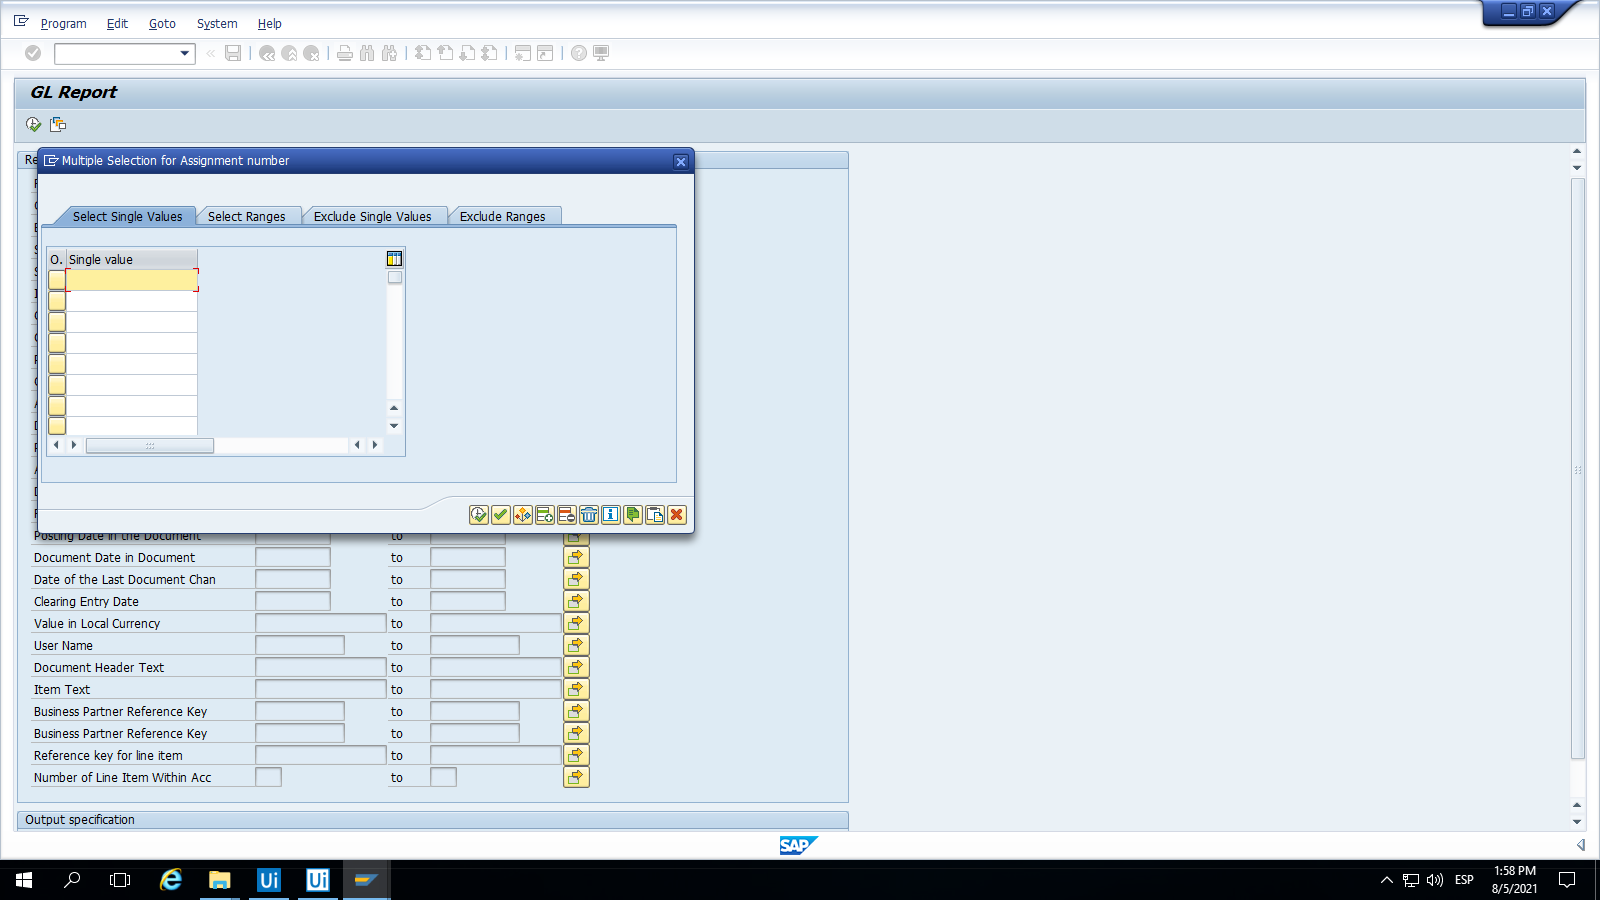 Program Edit Goto System Help
GL Report
Re
Multiple Selection for Assignment number
Select Single Values Select Ranges Exclude Single Values Exclude Ranges
O. Single value
Posting Date in the Document to
Document Date in Document to
Date of the Last Document Chan to
Clearing Entry Date to
Value in Local Currency to
User Name to
Document Header Text to
Item Text to
Business Partner Reference Key to
Business Partner Reference Key to
Reference key for line item to
Number of Line Item Within Acc to
Output specification
SAP
Ui Ui ESP
1:58 PM
8/5/2021